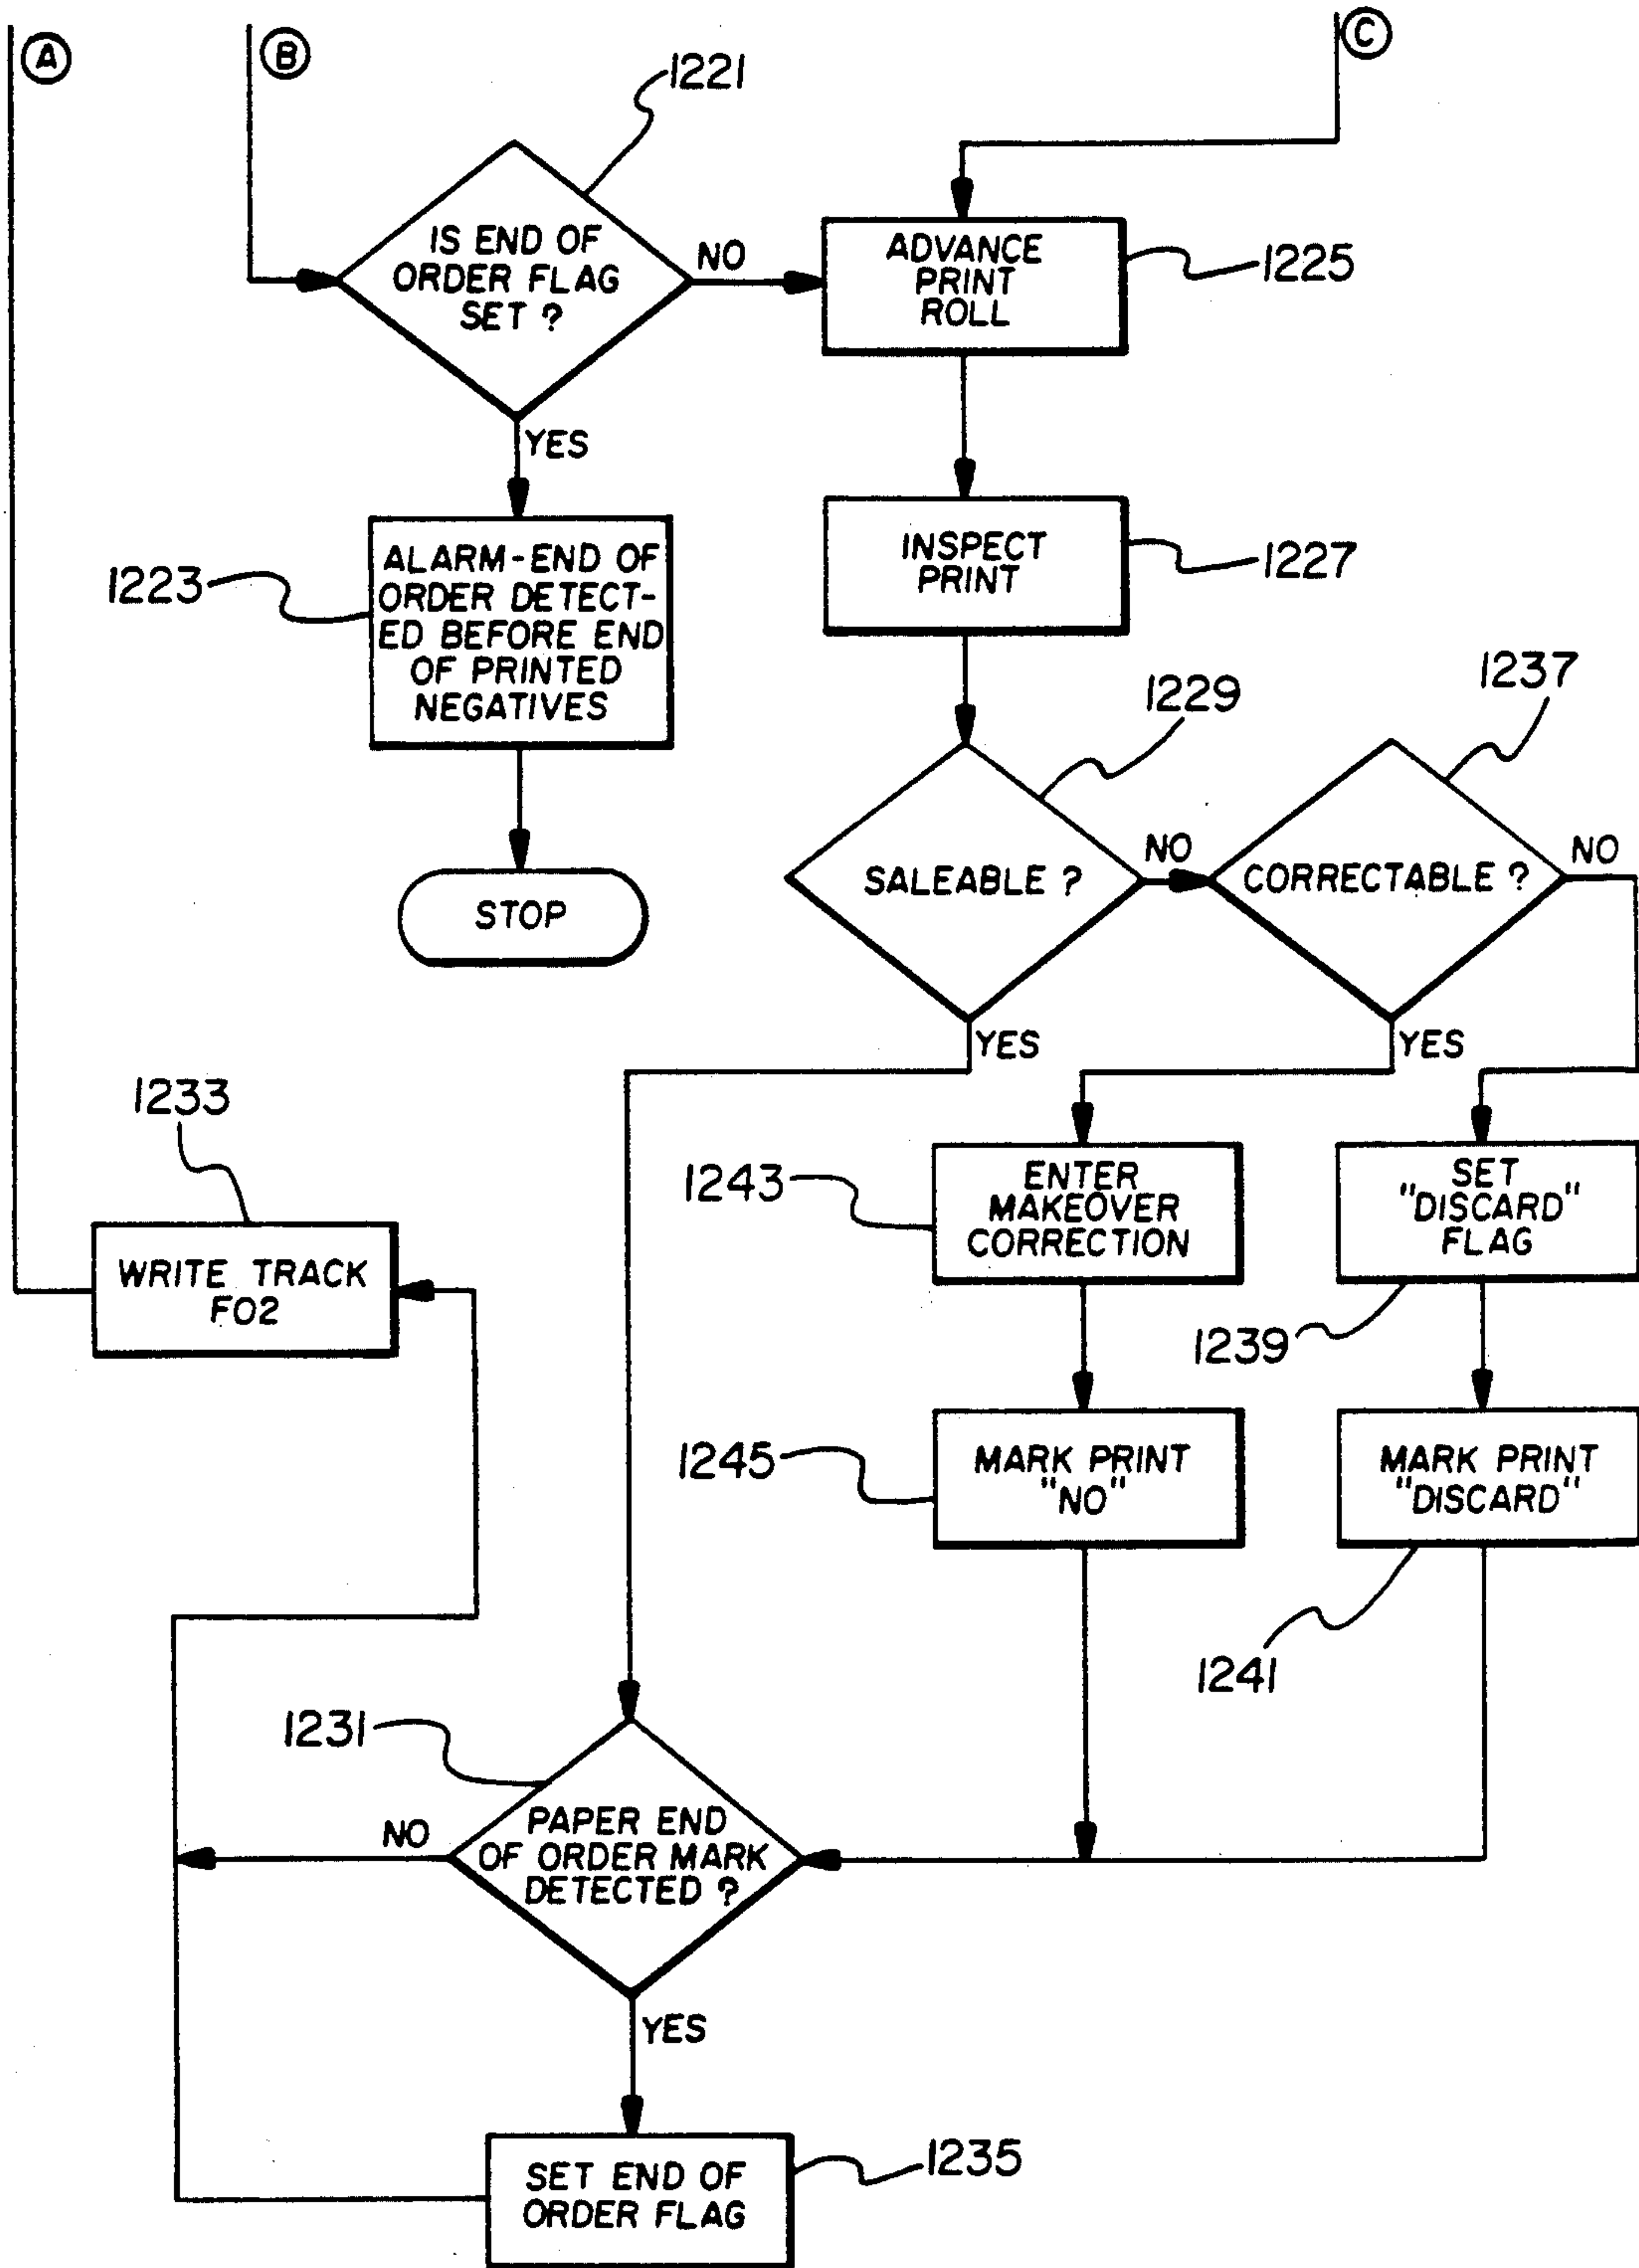 A
B
C
1221
IS END OF
ORDER FLAG
SET ?
NO
YES
ADVANCE
PRINT
ROLL
1225
1223
ALARM-END OF
ORDER DETECT-
ED BEFORE END
OF PRINTED
NEGATIVES
STOP
INSPECT
PRINT
1227
1229
SALEABLE ?
NO
YES
1237
CORRECTABLE ?
NO
YES
1233
WRITE TRACK
F02
1243
ENTER
MAKEOVER
CORRECTION
SET
"DISCARD"
FLAG
1239
1245
MARK PRINT
"NO"
MARK PRINT
"DISCARD"
1241
1231
PAPER END
OF ORDER MARK
DETECTED ?
NO
YES
SET END OF
ORDER FLAG
1235